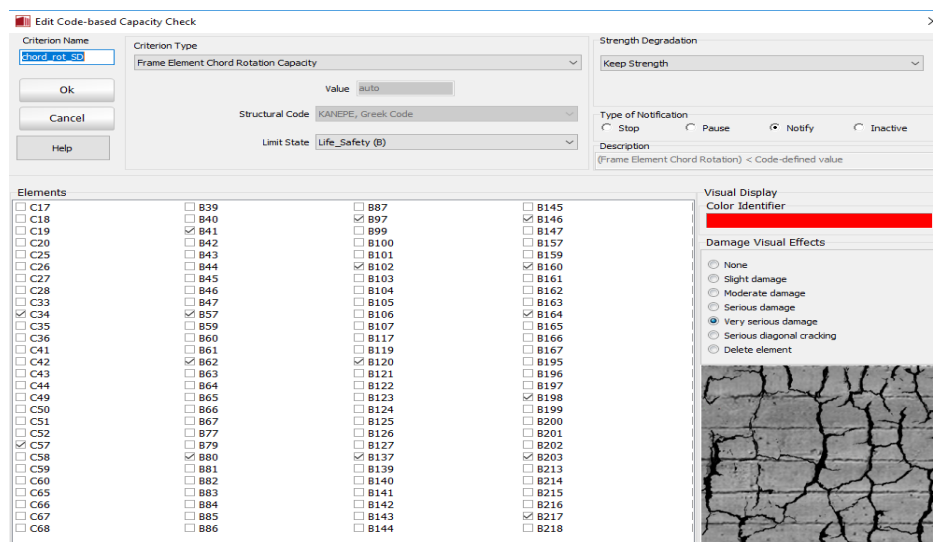 Edit Code-based Capacity Check
Criterion Name
chord_rot_SD
Ok
Cancel
Help
Criterion Type
Frame Element Chord Rotation Capacity
Value auto
Structural Code KANEPE, Greek Code
Limit State Life_Safety (B)
Strength Degradation
Keep Strength
Type of Notification
Stop Pause Notify Inactive
Description
(Frame Element Chord Rotation) < Code-defined value
Elements
C17 B39 B87 B145
C18 B40 B97 B146
C19 B41 B99 B147
C20 B42 B100 B157
C25 B43 B101 B159
C26 B44 B102 B160
C27 B45 B103 B161
C28 B46 B104 B162
C33 B47 B105 B163
C34 B57 B106 B164
C35 B59 B107 B165
C36 B60 B117 B166
C41 B61 B119 B167
C42 B62 B120 B195
C43 B63 B121 B196
C44 B64 B122 B197
C49 B65 B123 B198
C50 B66 B124 B199
C51 B67 B125 B200
C52 B77 B126 B201
C57 B79 B127 B202
C58 B80 B137 B203
C59 B81 B139 B213
C60 B82 B140 B214
C65 B83 B141 B215
C66 B84 B142 B216
C67 B85 B143 B217
C68 B86 B144 B218
Visual Display
Color Identifier
Damage Visual Effects
None
Slight damage
Moderate damage
Serious damage
Very serious damage
Serious diagonal cracking
Delete element